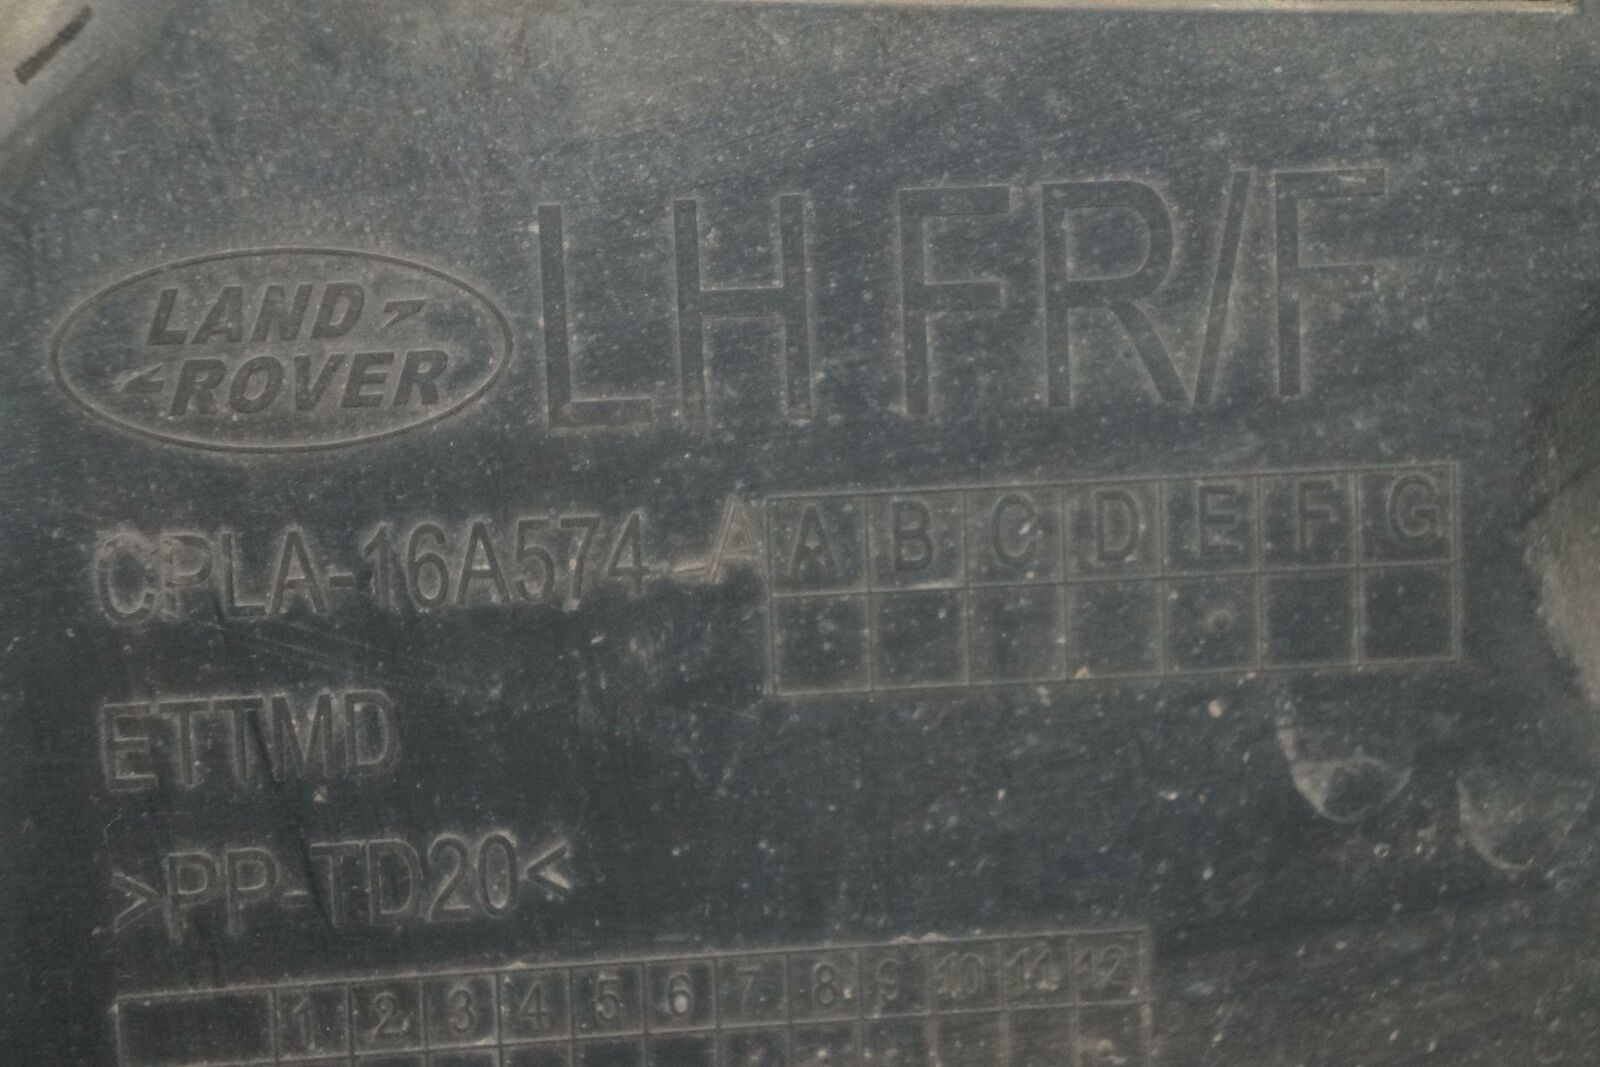 LAND
ROVER
LH FR/F
CPLA-16A574-A A B C D E F G
ETTMD
>PP-TD20<
1 2 3 4 5 6 7 8 9 10 11 12